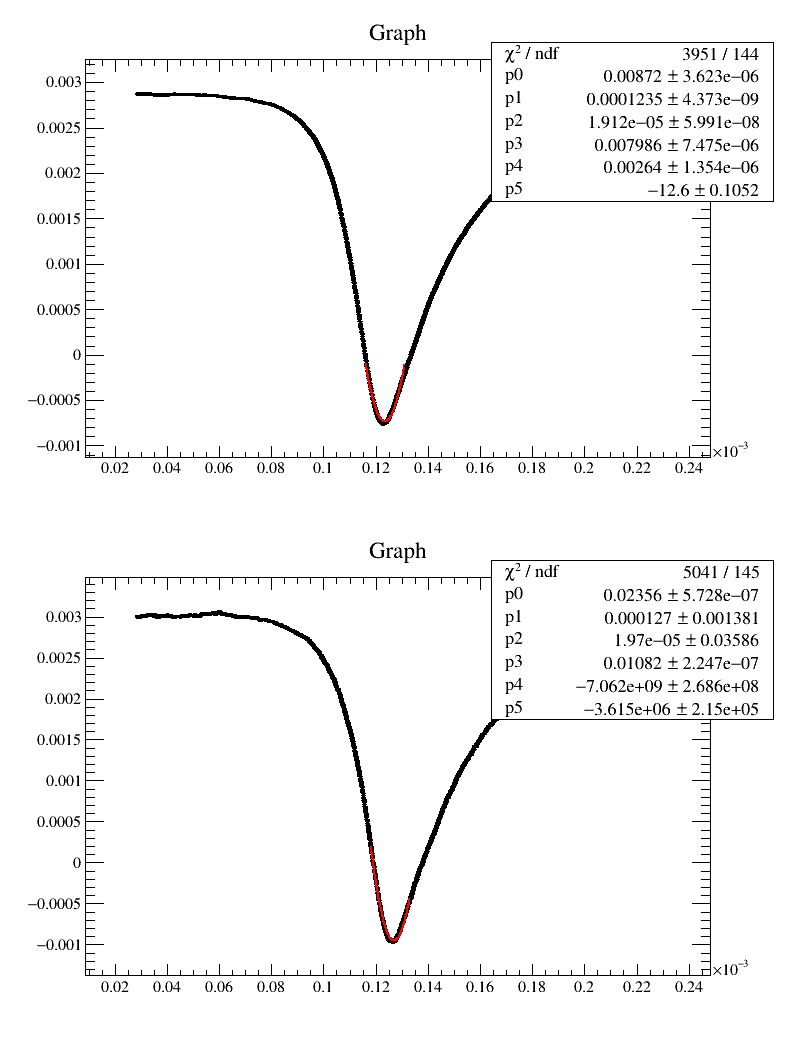 Graph
χ² / ndf 3951 / 144
p0 0.00872 ± 3.623e−06
p1 0.0001235 ± 4.373e−09
p2 1.912e−05 ± 5.991e−08
p3 0.007986 ± 7.475e−06
p4 0.00264 ± 1.354e−06
p5 −12.6 ± 0.1052
0.003
0.0025
0.002
0.0015
0.001
0.0005
0
−0.0005
−0.001
×10⁻³
0.02 0.04 0.06 0.08 0.1 0.12 0.14 0.16 0.18 0.2 0.22 0.24
Graph
χ² / ndf 5041 / 145
p0 0.02356 ± 5.728e−07
p1 0.000127 ± 0.001381
p2 1.97e−05 ± 0.03586
p3 0.01082 ± 2.247e−07
p4 −7.062e+09 ± 2.686e+08
p5 −3.615e+06 ± 2.15e+05
0.003
0.0025
0.002
0.0015
0.001
0.0005
0
−0.0005
−0.001
×10⁻³
0.02 0.04 0.06 0.08 0.1 0.12 0.14 0.16 0.18 0.2 0.22 0.24